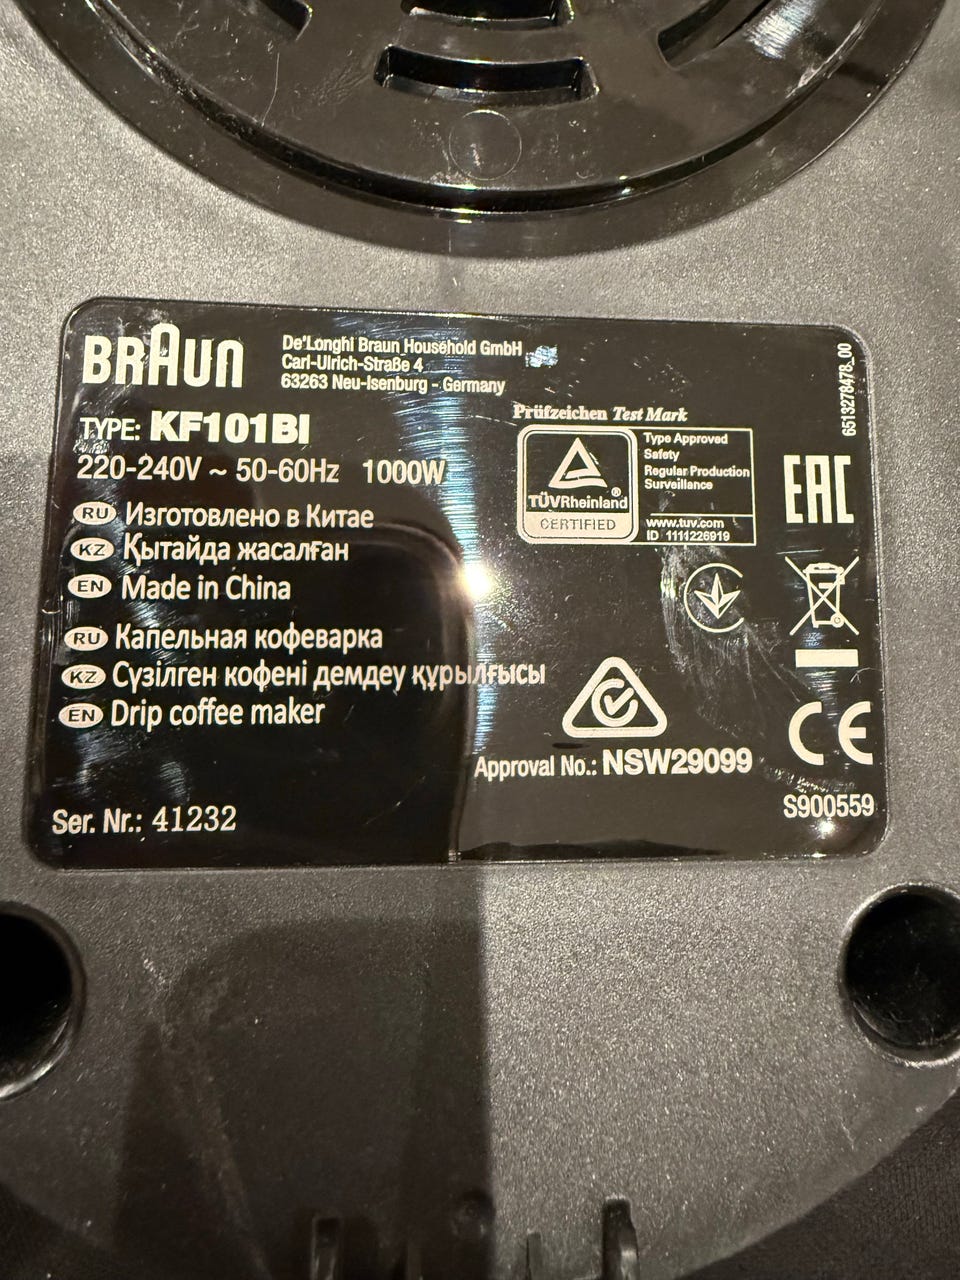 BRAUN
De'Longhi Braun Household GmbH
Carl-Ulrich-Straße 4
63263 Neu-Isenburg - Germany
TYPE: KF101BI
220-240V ~ 50-60Hz 1000W
RU Изготовлено в Китае
KZ Қытайда жасалған
EN Made in China
RU Капельная кофеварка
KZ Сүзілген кофені демдеу құрылғысы
EN Drip coffee maker
Ser. Nr.: 41232
Prüfzeichen Test Mark
TÜVRheinland®
CERTIFIED
Type Approved
Safety
Regular Production
Surveillance
www.tuv.com
ID 1111226919
6513278478_00
EAC
CE
Approval No.: NSW29099
S900559